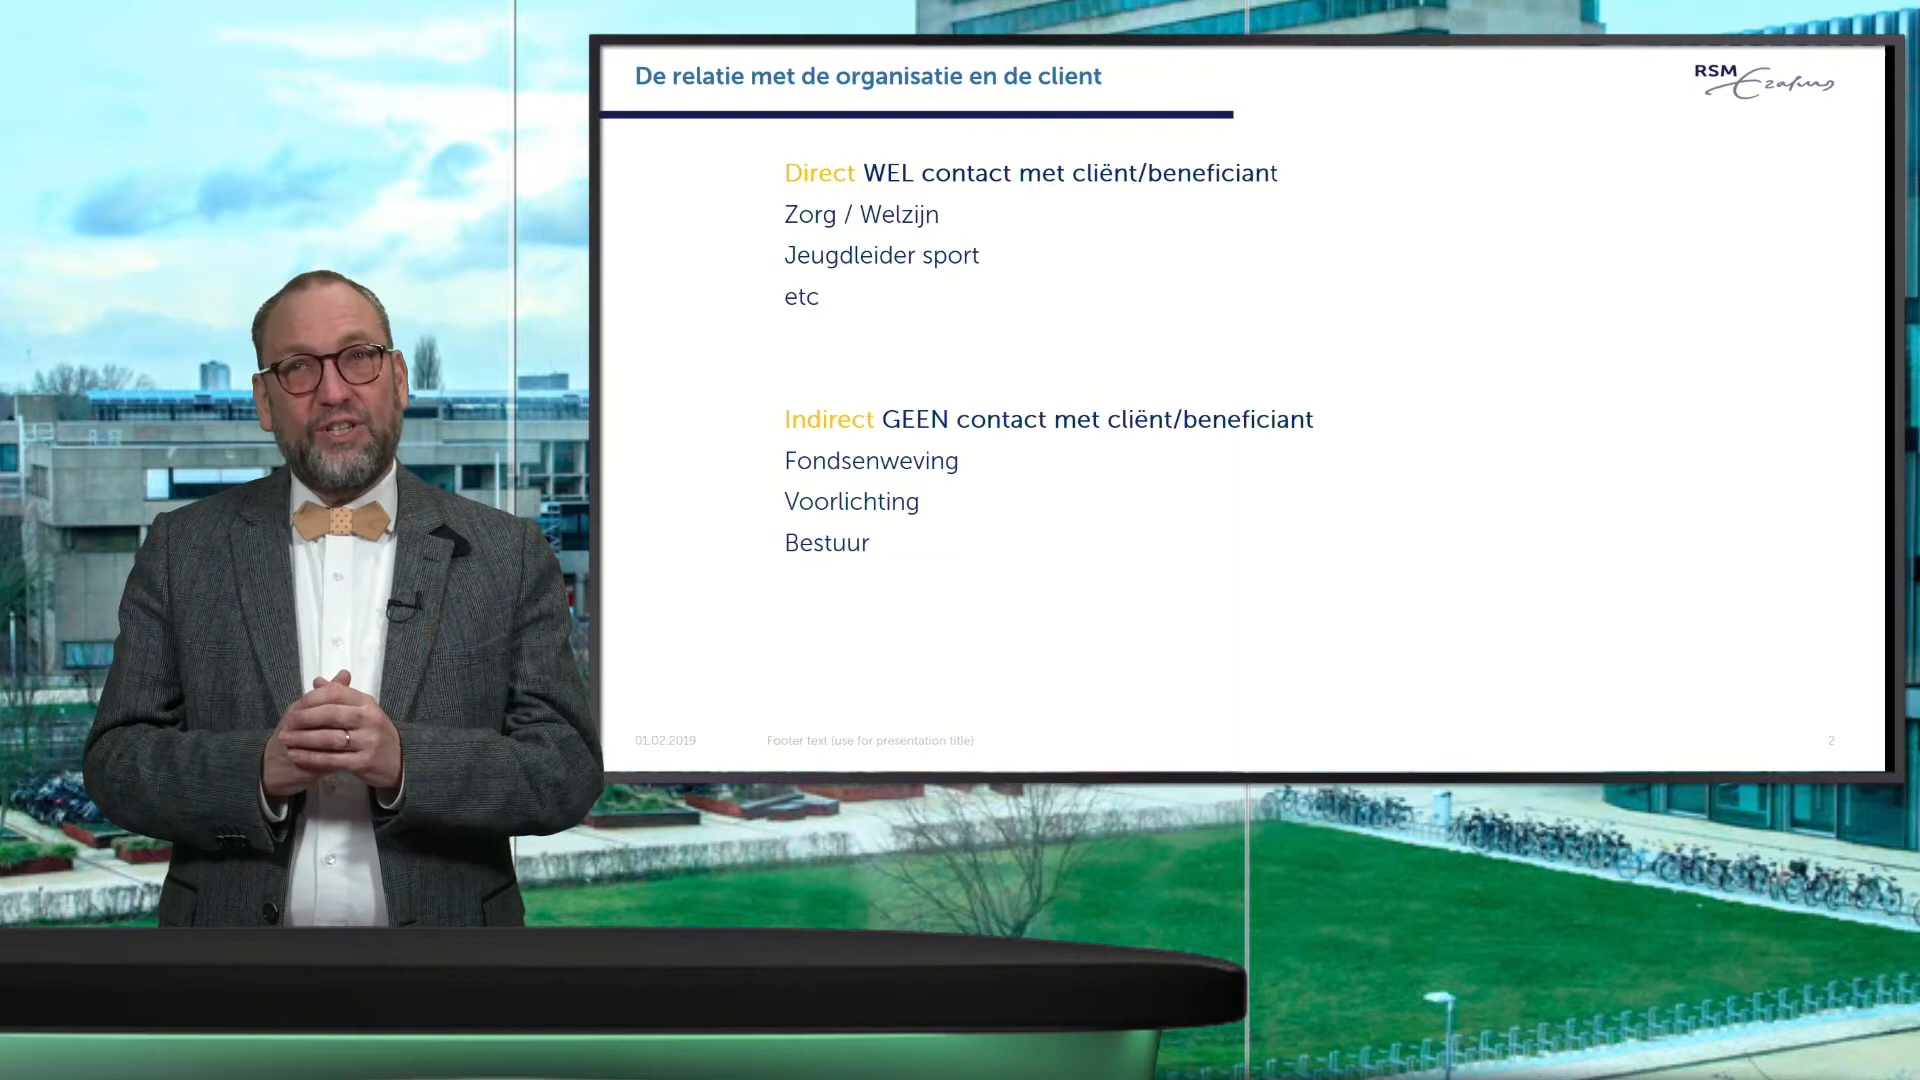 De relatie met de organisatie en de client
RSM
Erasmus
Direct WEL contact met cliënt/beneficiant
Zorg / Welzijn
Jeugdleider sport
etc
Indirect GEEN contact met cliënt/beneficiant
Fondsenweving
Voorlichting
Bestuur
01.02.2019
Footer text (use for presentation title)
2